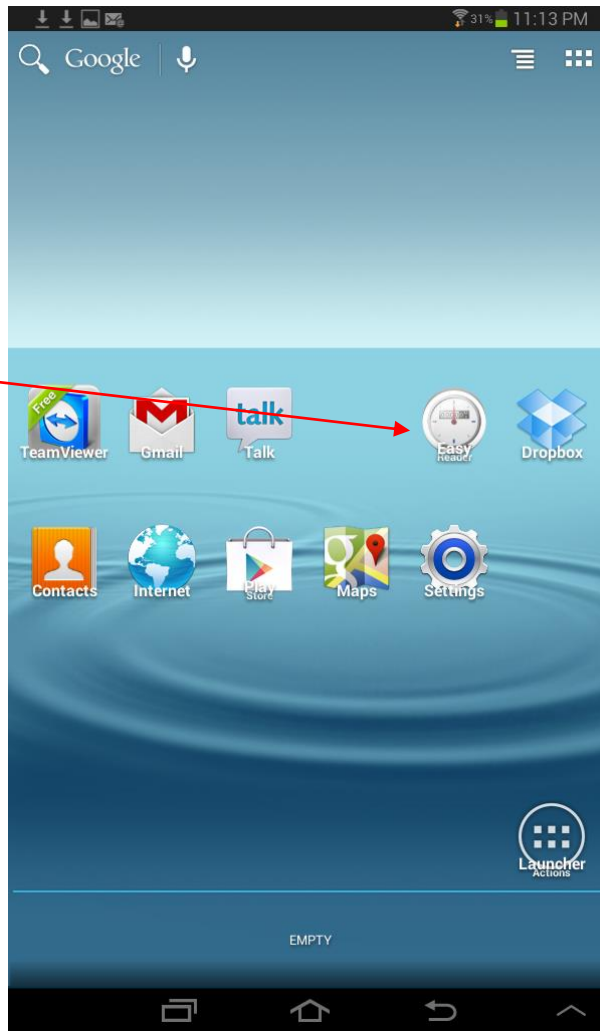 31% 11:13 PM
Google
Free
talk
TeamViewer Gmail Talk Easy Reader Dropbox
Contacts Internet Play Store Maps Settings
Launcher Actions
EMPTY